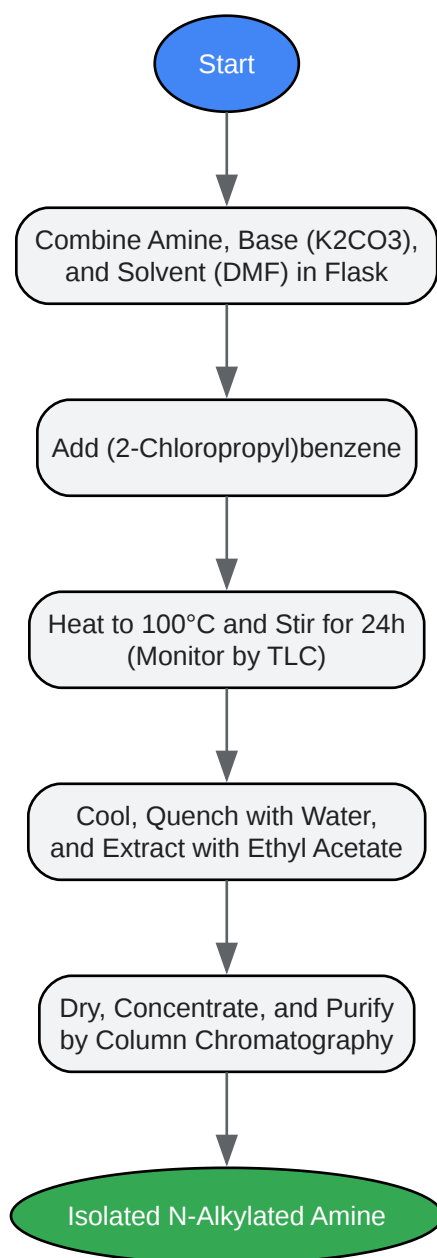 Start
Combine Amine, Base (K2CO3),
and Solvent (DMF) in Flask
Add (2-Chloropropyl)benzene
Heat to 100°C and Stir for 24h
(Monitor by TLC)
Cool, Quench with Water,
and Extract with Ethyl Acetate
Dry, Concentrate, and Purify
by Column Chromatography
Isolated N-Alkylated Amine